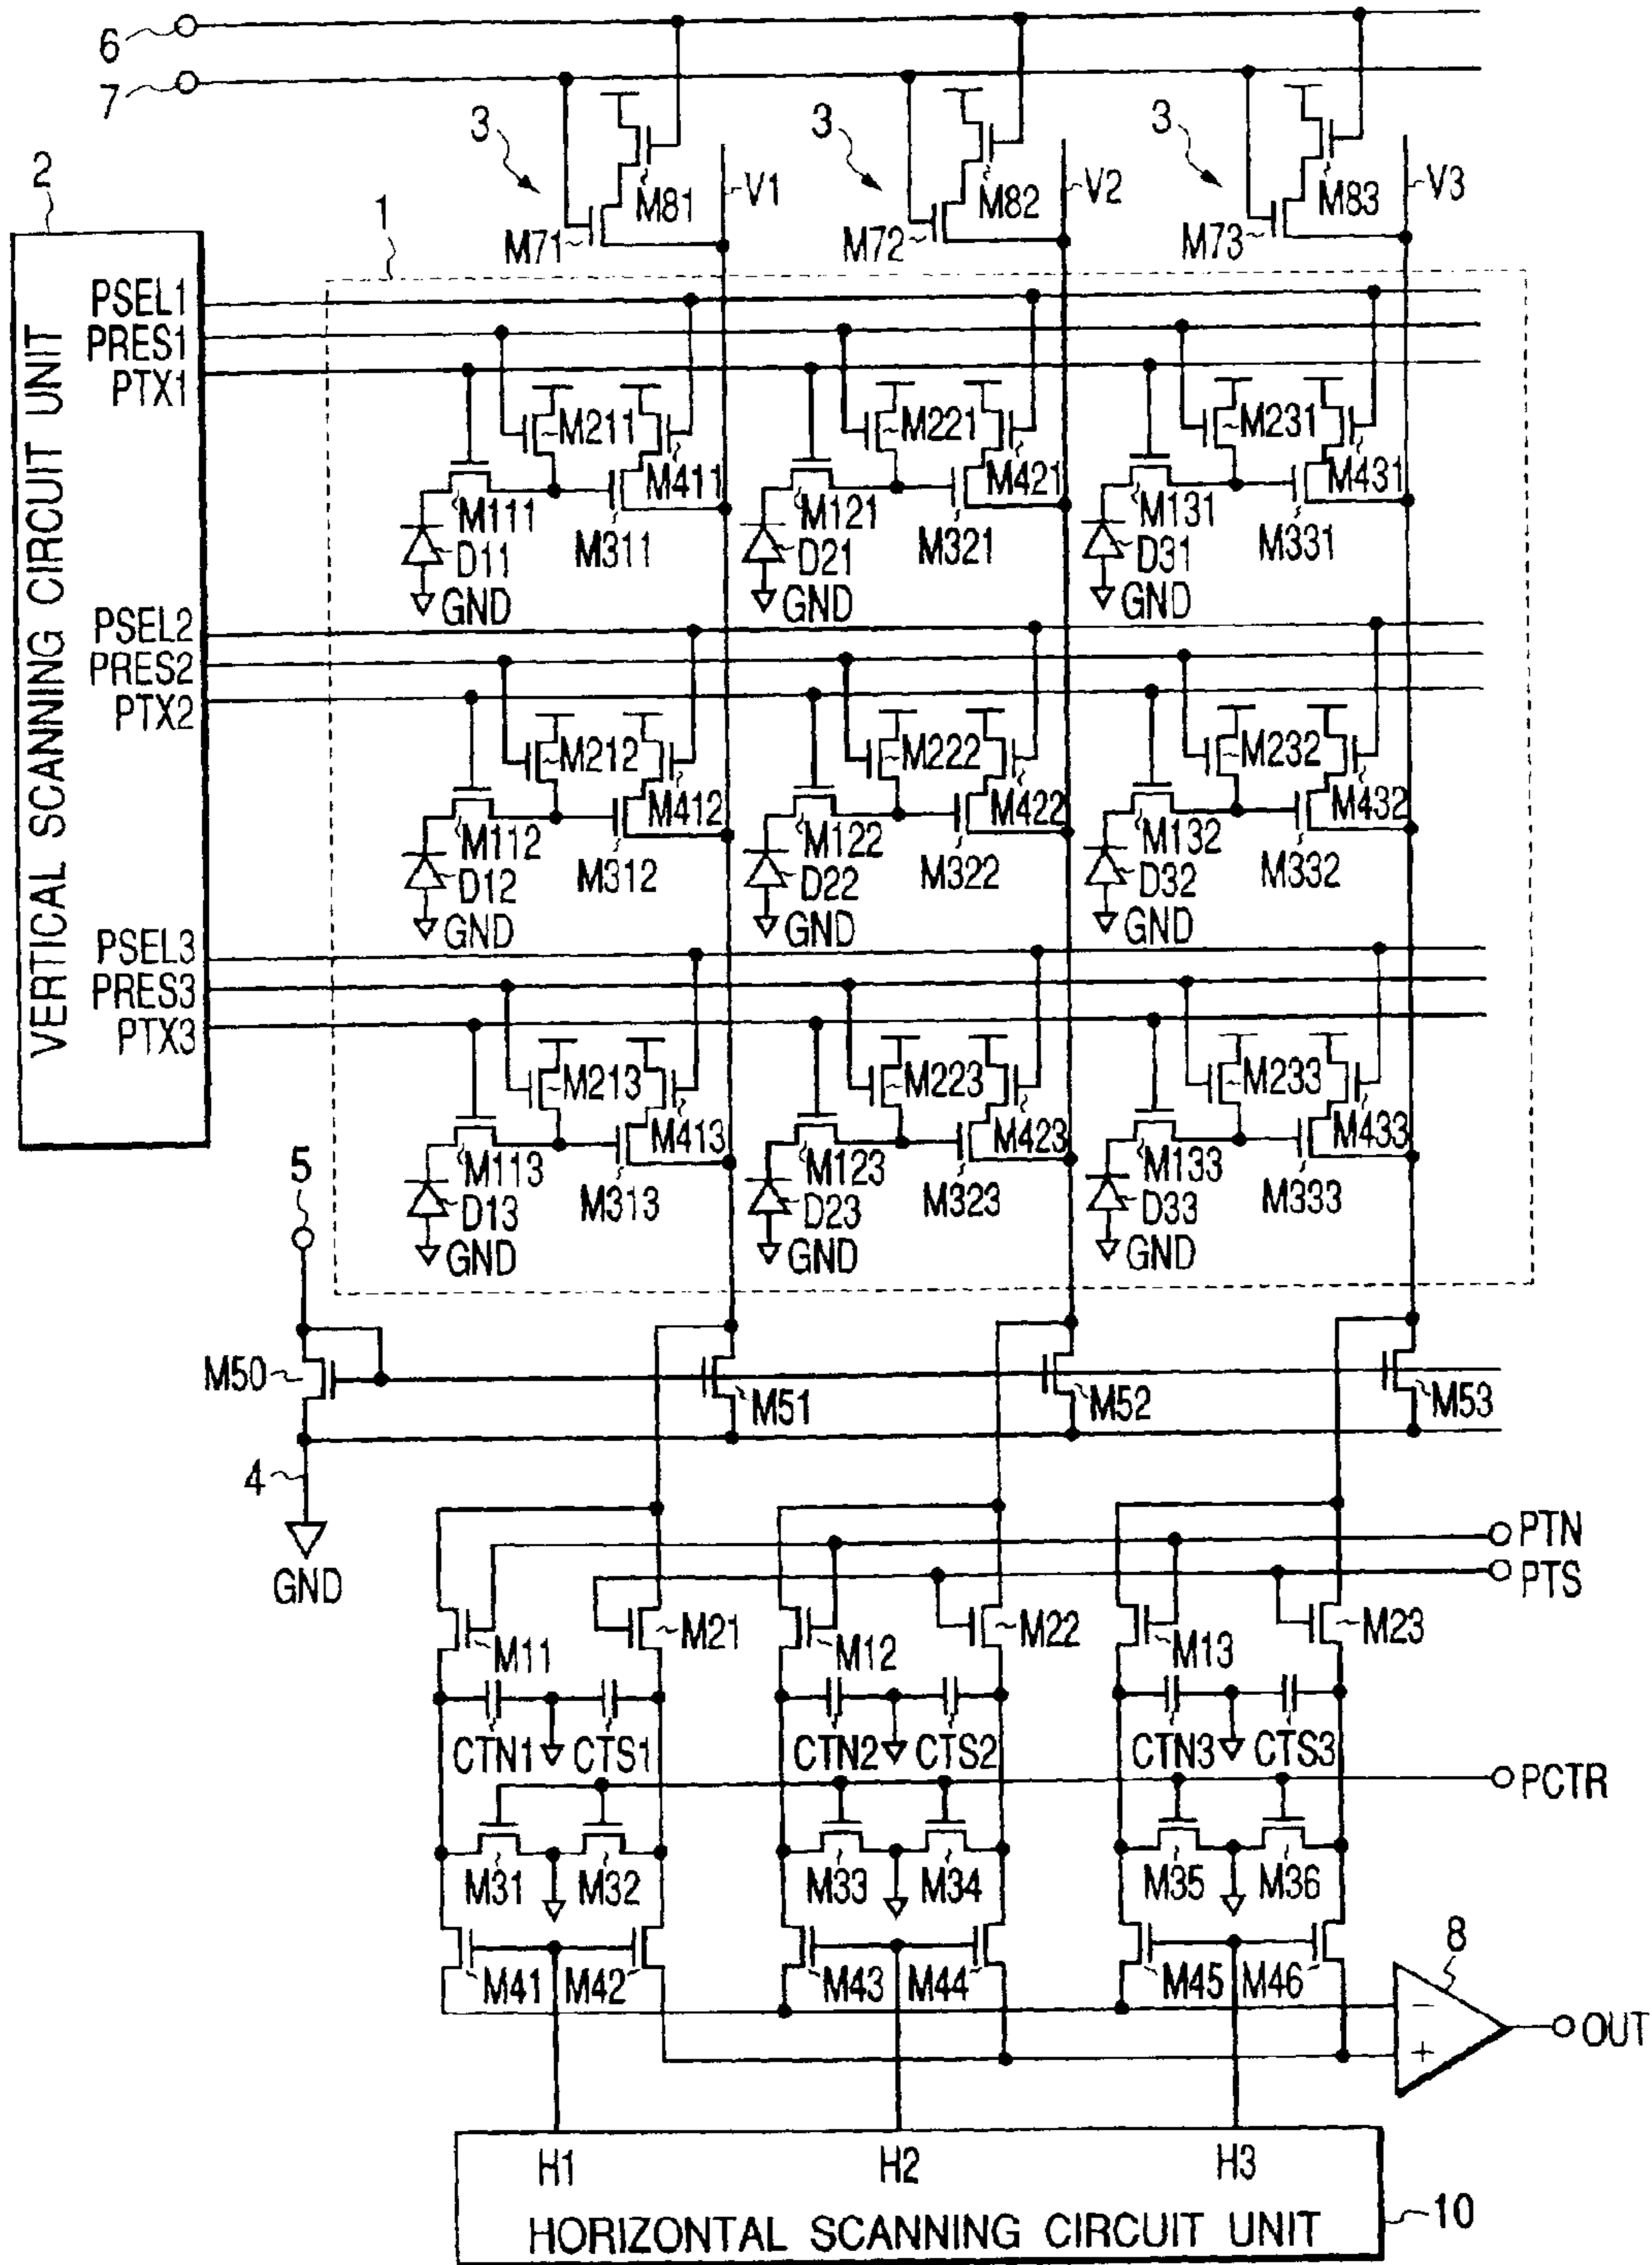 6
7
3 3 3
2
M81 V1 M82 V2 M83 V3
1
M71 M72 M73
VERTICAL SCANNING CIRCUIT UNIT
PSEL1
PRES1
PTX1
M211 M221 M231
M411 M421 M431
M111 M121 M131
D11 M311 D21 M321 D31 M331
GND GND GND
PSEL2
PRES2
PTX2
M212 M222 M232
M412 M422 M432
M112 M122 M132
D12 M312 D22 M322 D32 M332
GND GND GND
PSEL3
PRES3
PTX3
M213 M223 M233
M413 M423 M433
5
M113 M123 M133
D13 M313 D23 M323 D33 M333
GND GND GND
M50
M51 M52 M53
4
GND
PTN
PTS
M11 M21 M12 M22 M13 M23
CTN1 CTS1 CTN2 CTS2 CTN3 CTS3
PCTR
M31 M32 M33 M34 M35 M36
8
M41 M42 M43 M44 M45 M46
−
+
OUT
H1 H2 H3
10
HORIZONTAL SCANNING CIRCUIT UNIT